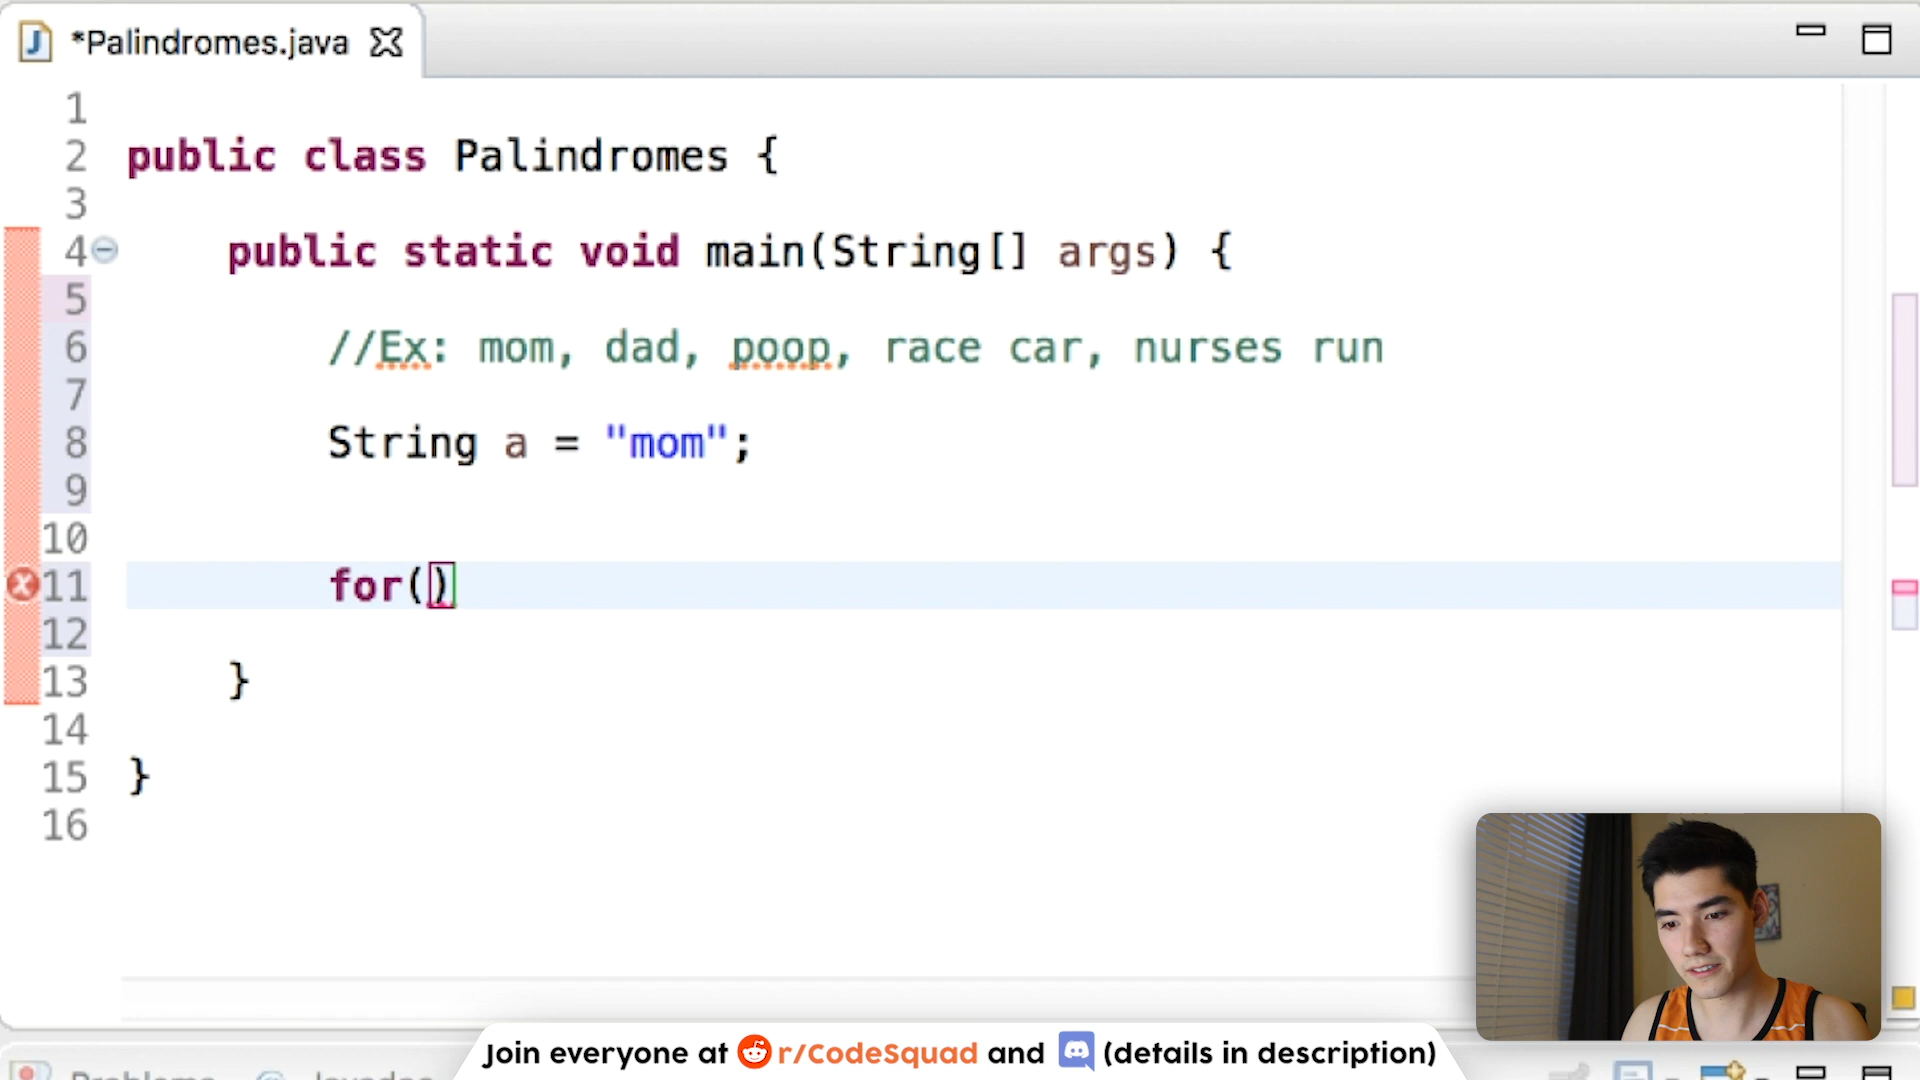 *Palindromes.java
1
2 public class Palindromes {
3
4 public static void main(String[] args) {
5
6 //Ex: mom, dad, poop, race car, nurses run
7
8 String a = "mom";
9
10
11 for()
12
13 }
14
15 }
16
Join everyone at r/CodeSquad and (details in description)